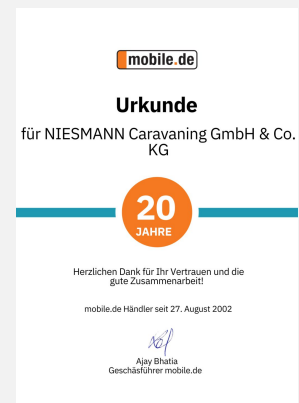 mobile.de
Urkunde
für NIESMANN Caravaning GmbH & Co.
KG
20
JAHRE
Herzlichen Dank für Ihr Vertrauen und die
gute Zusammenarbeit!
mobile.de Händler seit 27. August 2002
Ajay Bhatia
Geschäsführer mobile.de